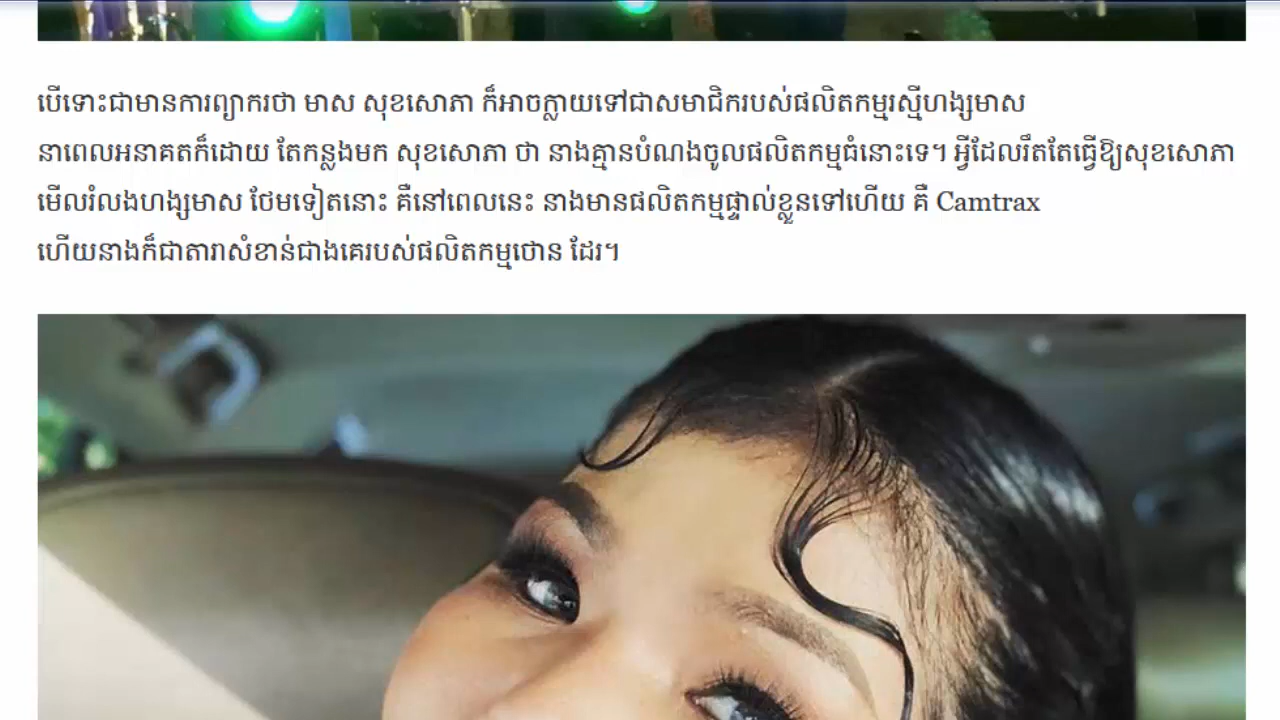 បើទោះជាមានការព្យាករថា មាស សុខសោភា ក៏អាចក្លាយទៅជាសមាជិករបស់ផលិតកម្មរស្មីហង្សមាស
នាពេលអនាគតក៏ដោយ តែកន្លងមក សុខសោភា ថា នាងគ្មានបំណងចូលផលិតកម្មធំនោះទេ។ អ្វីដែលរឹតតែធ្វើឱ្យសុខសោភា
មើលរំលងហង្សមាស ថែមទៀតនោះ គឺនៅពេលនេះ នាងមានផលិតកម្មផ្ទាល់ខ្លួនទៅហើយ គឺ Camtrax
ហើយនាងក៏ជាតារាសំខាន់ជាងគេរបស់ផលិតកម្មថោន ដែរ។